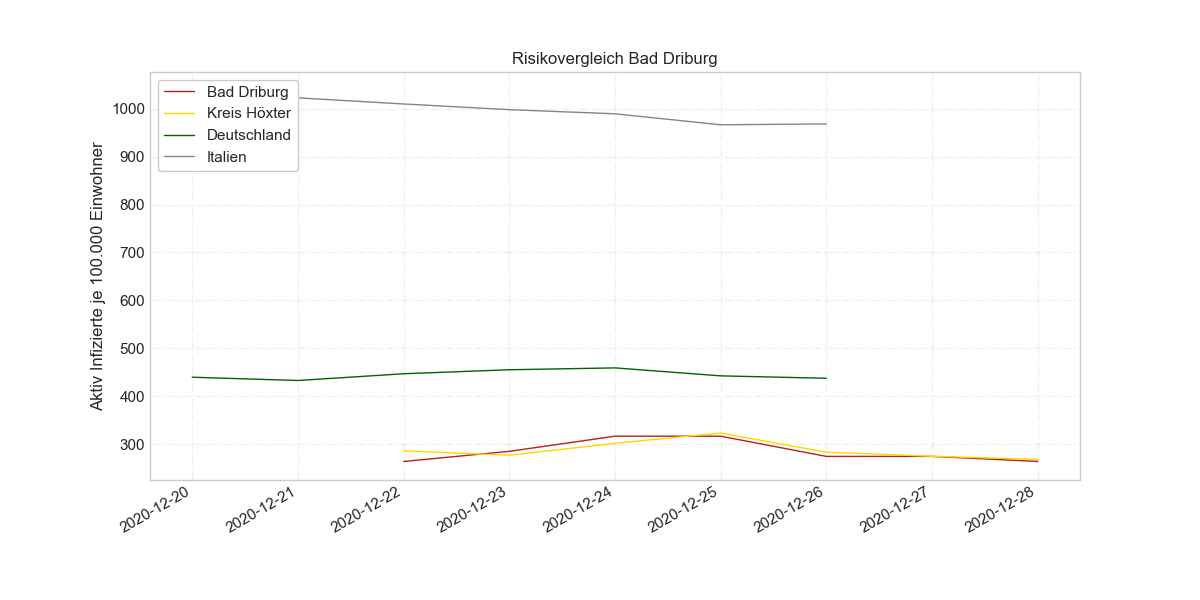 Risikovergleich Bad Driburg
Bad Driburg
Kreis Höxter
Deutschland
Italien
Aktiv Infizierte je 100.000 Einwohner
1000
900
800
700
600
500
400
300
2020-12-20
2020-12-21
2020-12-22
2020-12-23
2020-12-24
2020-12-25
2020-12-26
2020-12-27
2020-12-28